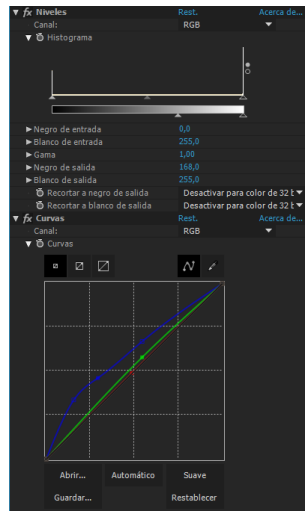 fx Niveles Rest. Acerca de...
Canal: RGB
Histograma
Negro de entrada 0,0
Blanco de entrada 255,0
Gama 1,00
Negro de salida 168,0
Blanco de salida 255,0
Recortar a negro de salida Desactivar para color de 32 t
Recortar a blanco de salida Desactivar para color de 32 t
fx Curvas Rest. Acerca de...
Canal: RGB
Curvas
Abrir... Automático Suave
Guardar... Restablecer